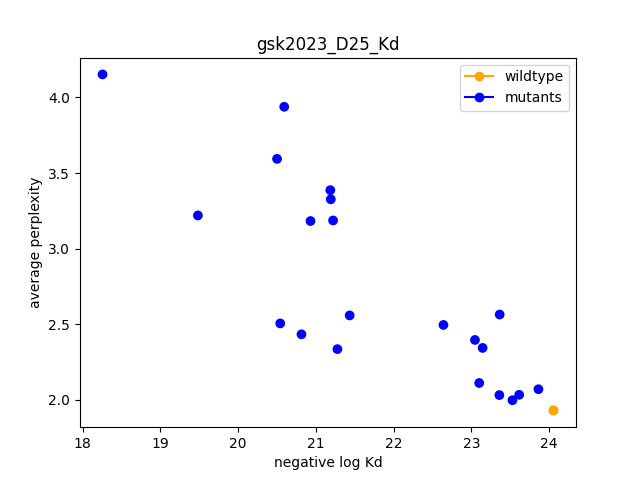 gsk2023_D25_Kd
wildtype
mutants
average perplexity
4.0
3.5
3.0
2.5
2.0
18 19 20 21 22 23 24
negative log Kd